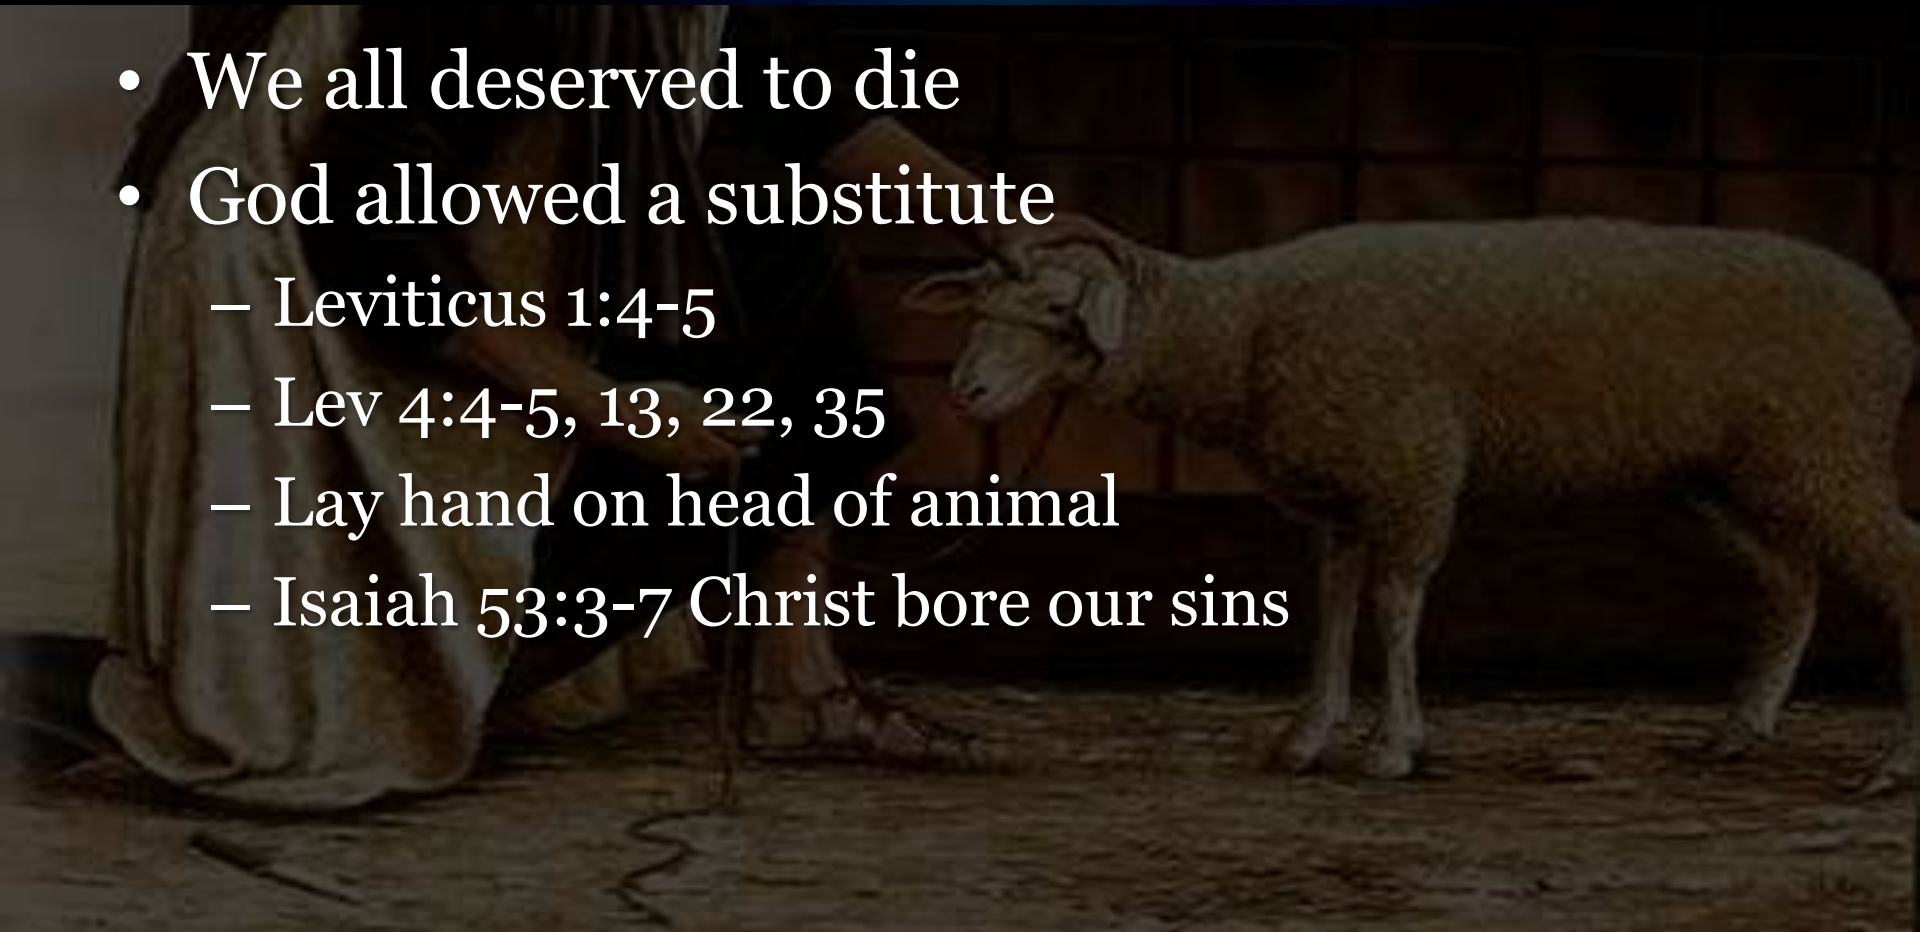 • We all deserved to die
• God allowed a substitute
– Leviticus 1:4-5
– Lev 4:4-5, 13, 22, 35
– Lay hand on head of animal
– Isaiah 53:3-7 Christ bore our sins